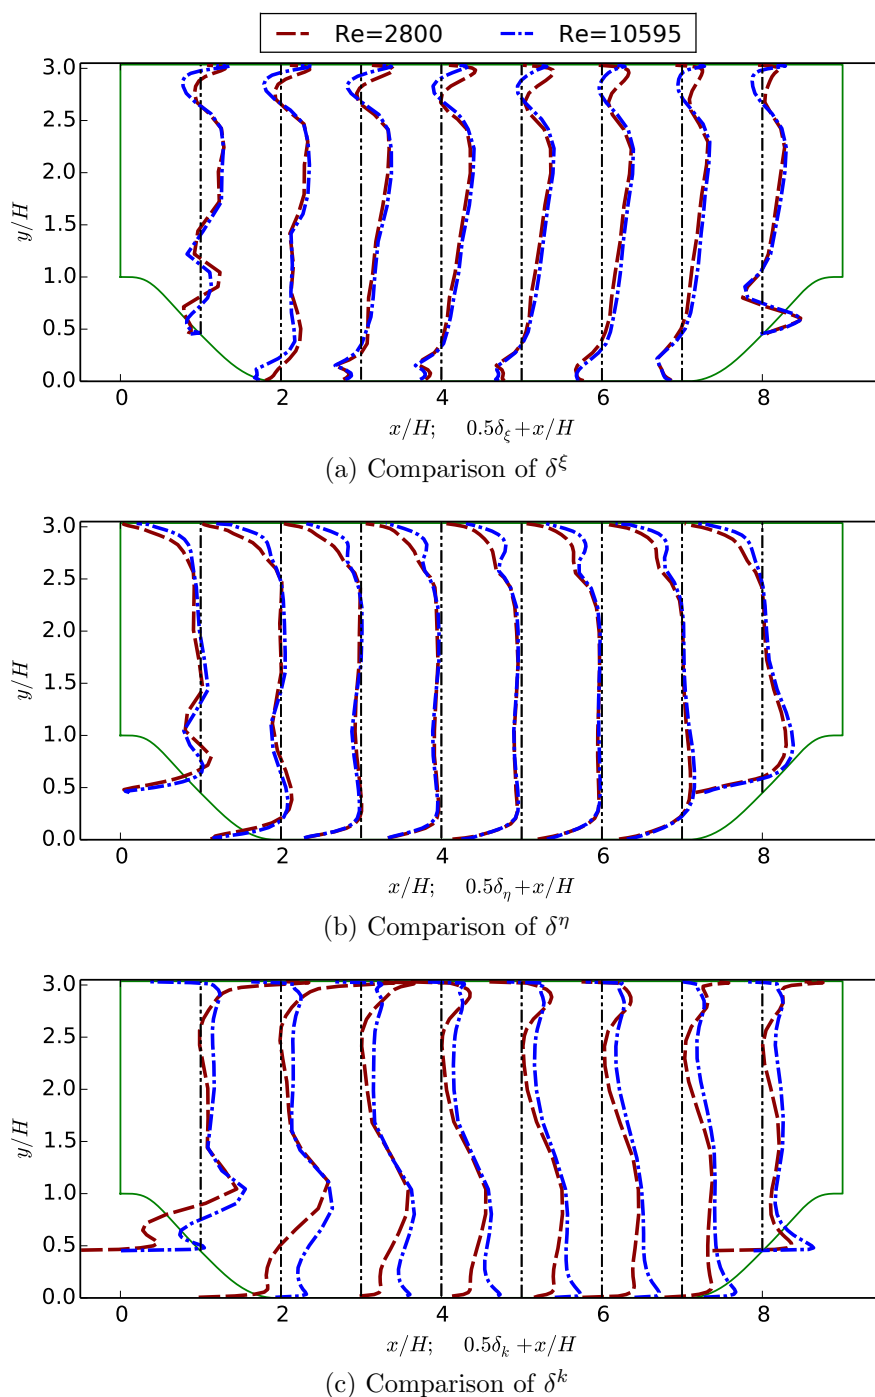 Re=2800 Re=10595
3.0
2.5
2.0
1.5
1.0
0.5
0.0
y/H
0 2 4 6 8
x/H; 0.5δ_ξ+x/H
(a) Comparison of δ^ξ
3.0
2.5
2.0
1.5
1.0
0.5
0.0
y/H
0 2 4 6 8
x/H; 0.5δ_η+x/H
(b) Comparison of δ^η
3.0
2.5
2.0
1.5
1.0
0.5
0.0
y/H
0 2 4 6 8
x/H; 0.5δ_k+x/H
(c) Comparison of δ^k